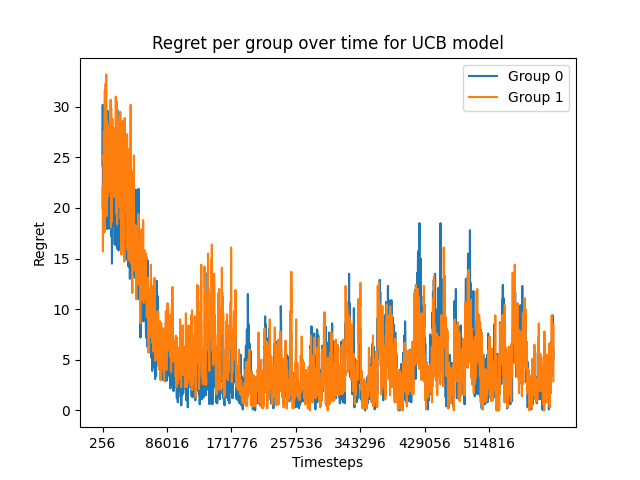 Regret per group over time for UCB model
Group 0
Group 1
Regret
30
25
20
15
10
5
0
256 86016 171776 257536 343296 429056 514816
Timesteps